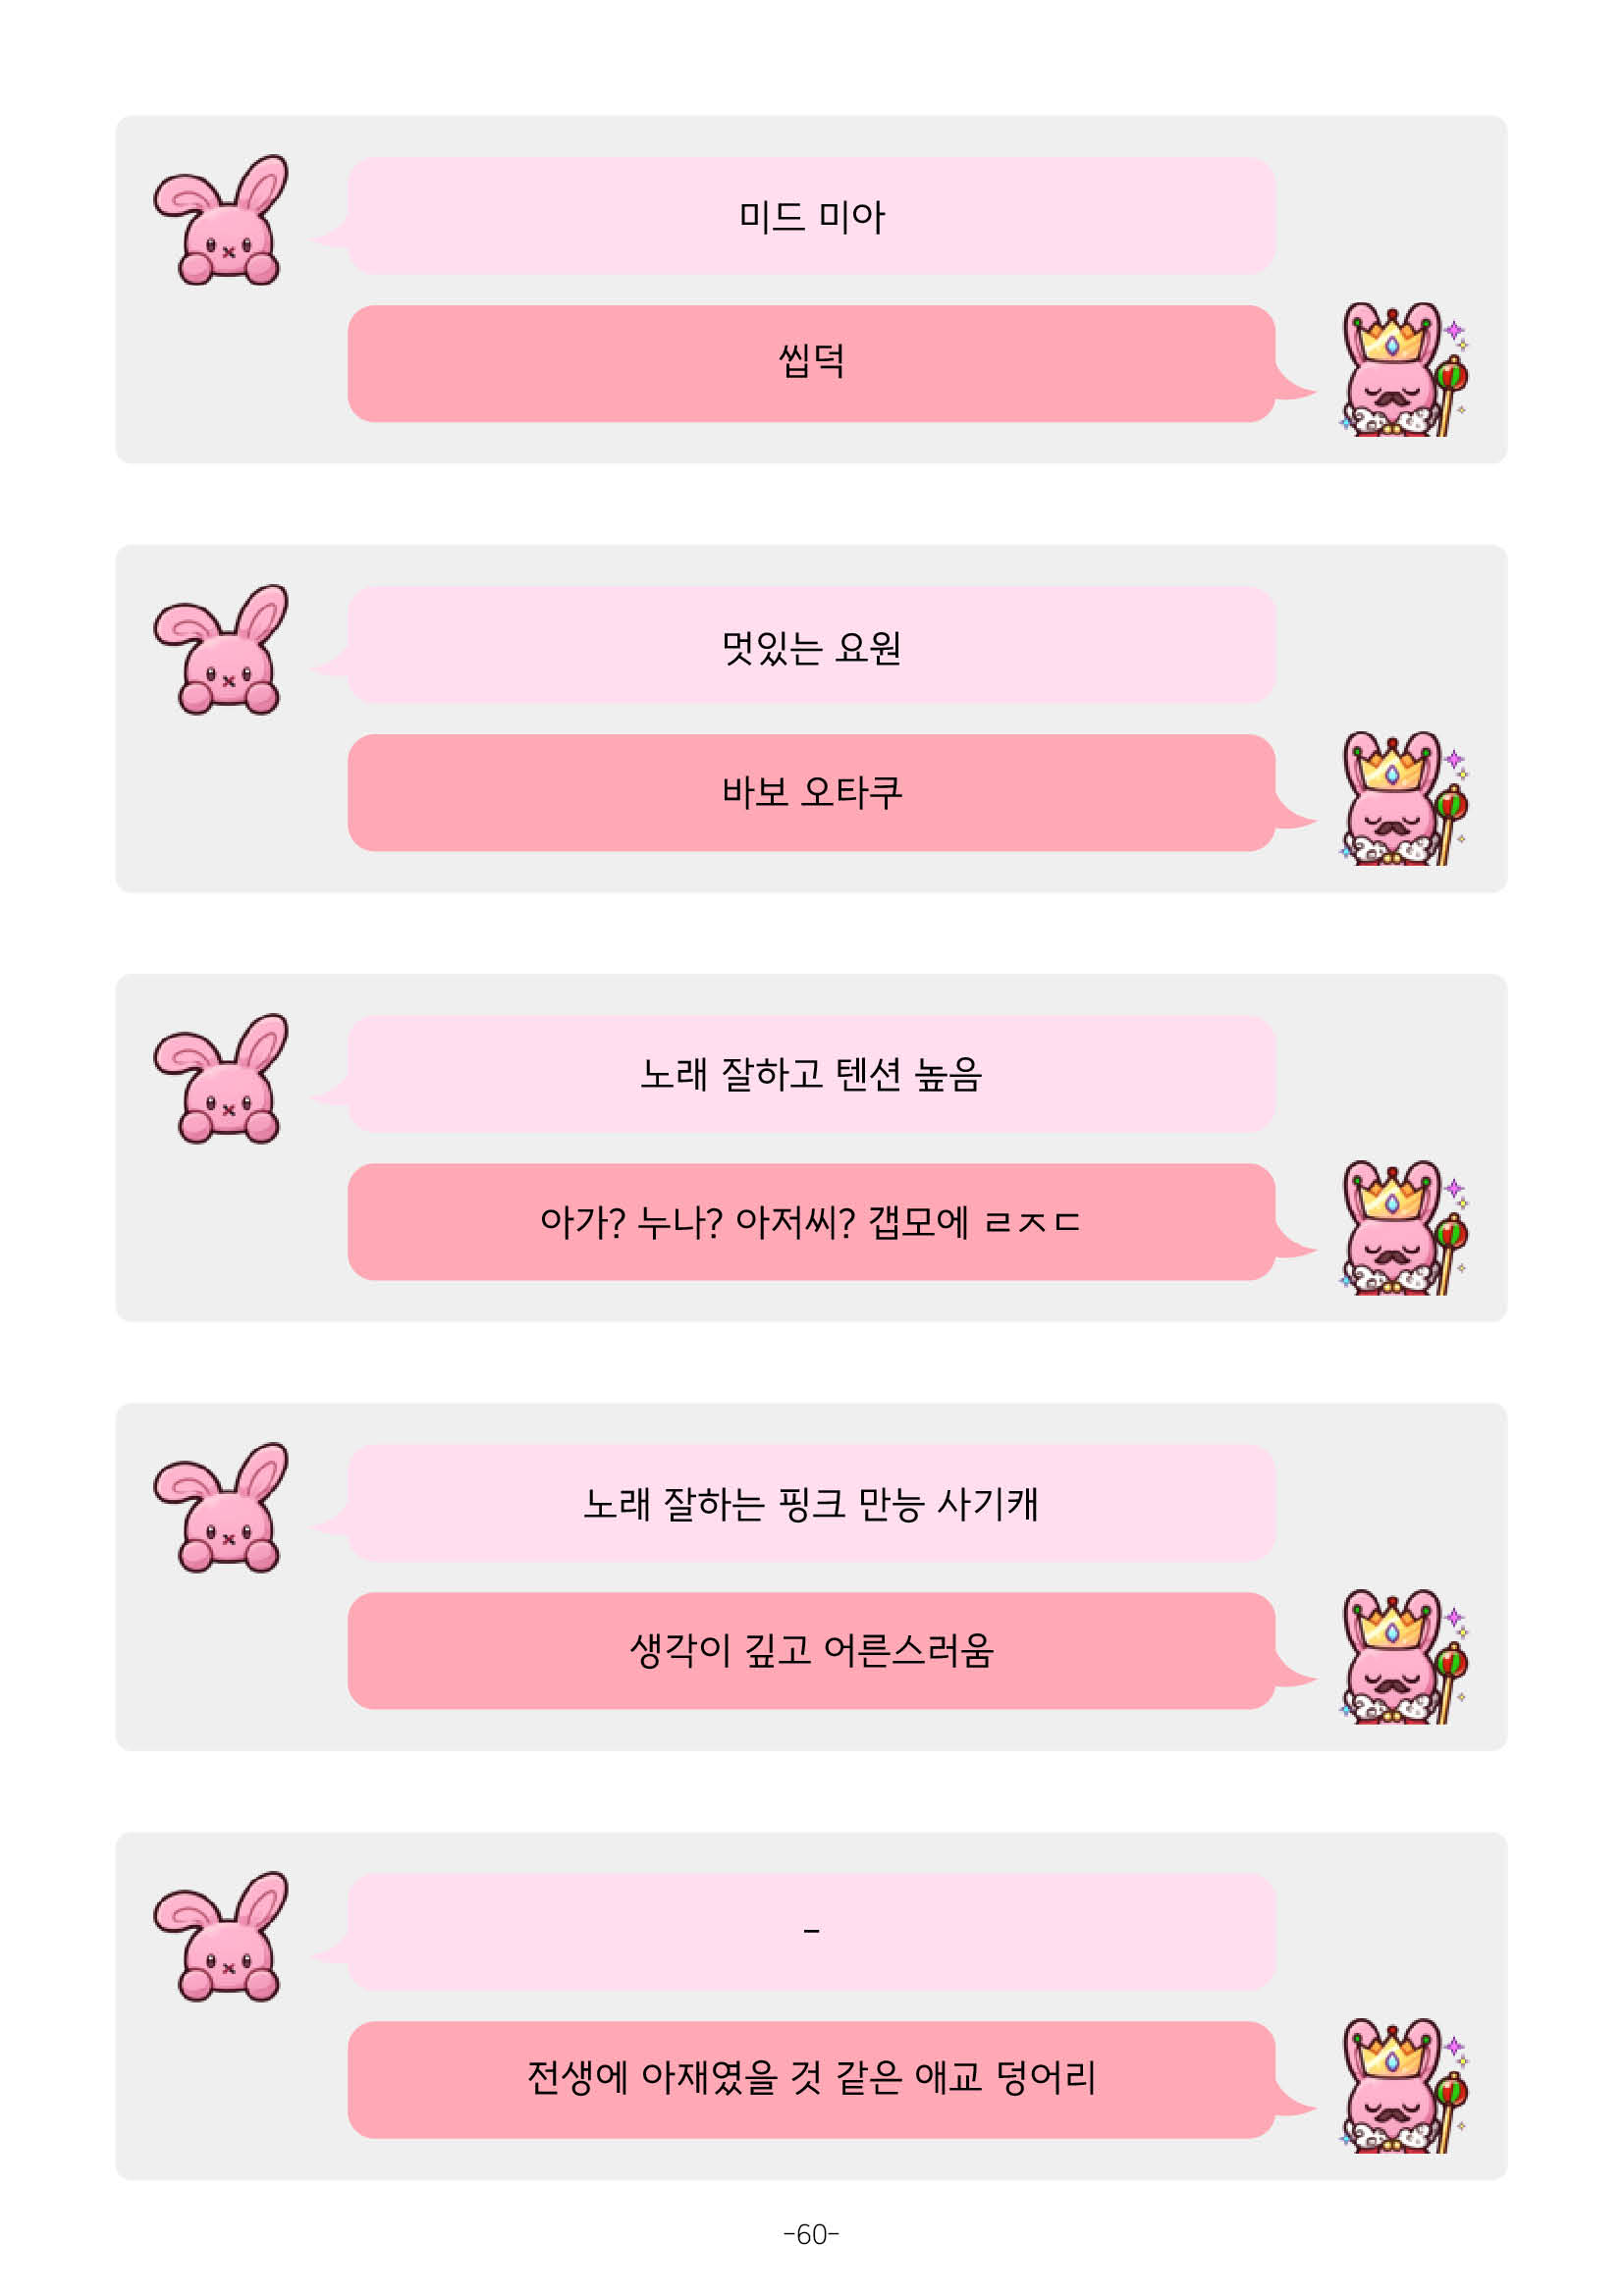 미드 미아
씹덕
멋있는 요원
바보 오타쿠
노래 잘하고 텐션 높음
아가? 누나? 아저씨? 갭모에 ㄹㅈㄷ
노래 잘하는 핑크 만능 사기캐
생각이 깊고 어른스러움
-
전생에 아재였을 것 같은 애교 덩어리
-60-